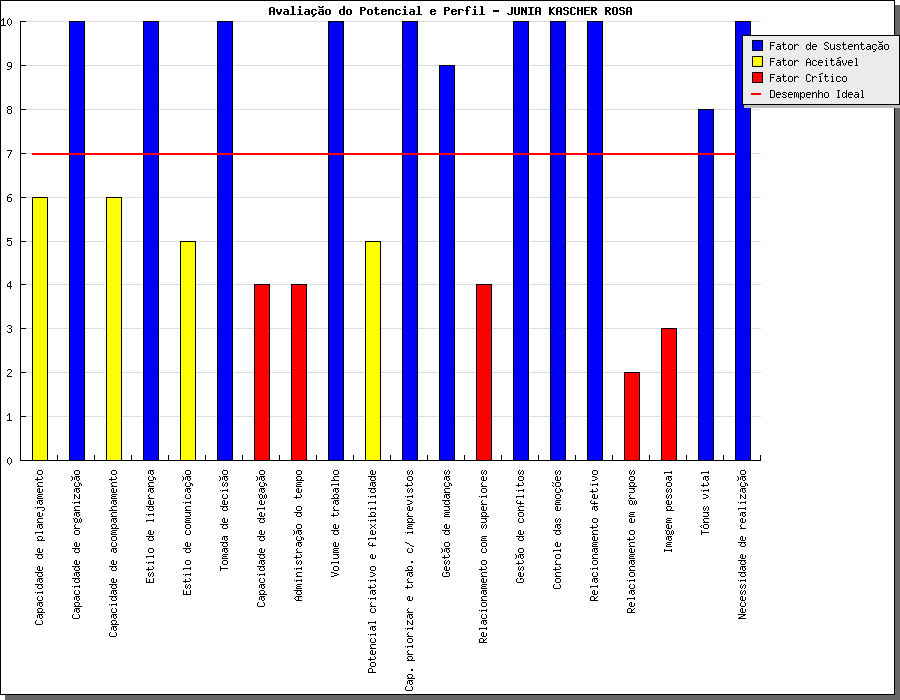 Avaliação do Potencial e Perfil - JUNIA KASCHER ROSA
Fator de Sustentação
Fator Aceitável
Fator Crítico
Desempenho Ideal
10
9
8
7
6
5
4
3
2
1
0
Capacidade de planejamento
Capacidade de organização
Capacidade de acompanhamento
Estilo de liderança
Estilo de comunicação
Tomada de decisão
Capacidade de delegação
Administração do tempo
Volume de trabalho
Potencial criativo e flexibilidade
Cap. priorizar e trab. c/ imprevistos
Gestão de mudanças
Relacionamento com superiores
Gestão de conflitos
Controle das emoções
Relacionamento afetivo
Relacionamento em grupos
Imagem pessoal
Tônus vital
Necessidade de realização